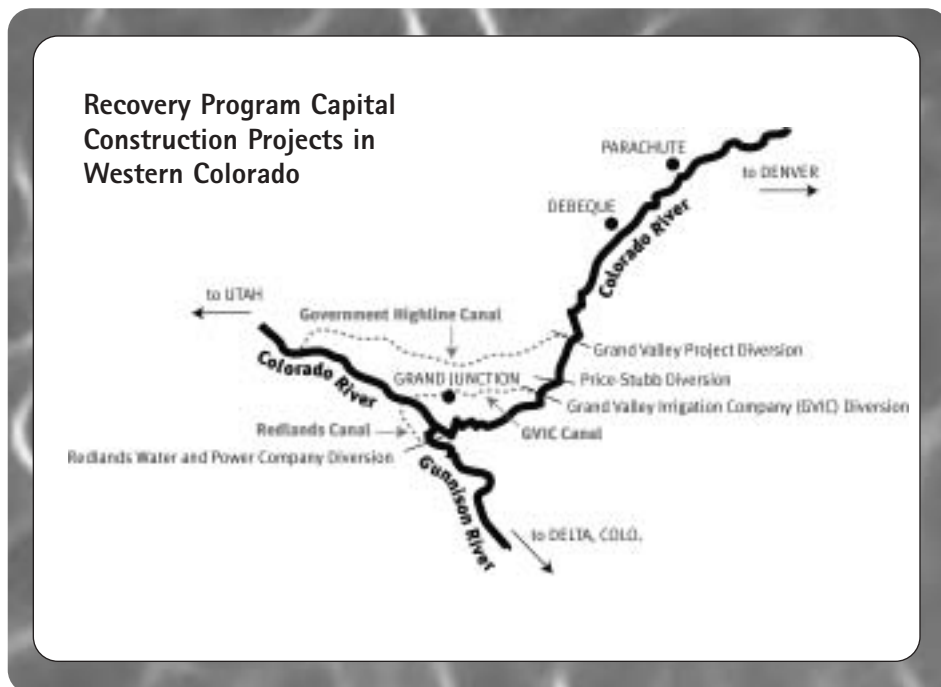 Recovery Program Capital
Construction Projects in
Western Colorado
PARACHUTE
to DENVER
DEBEQUE
Colorado River
to UTAH
Government Highline Canal
Grand Valley Project Diversion
Colorado River
GRAND JUNCTION
Price-Stubb Diversion
Grand Valley Irrigation Company (GVIC) Diversion
Redlands Canal
GVIC Canal
Redlands Water and Power Company Diversion
Gunnison River
to DELTA, COLO.